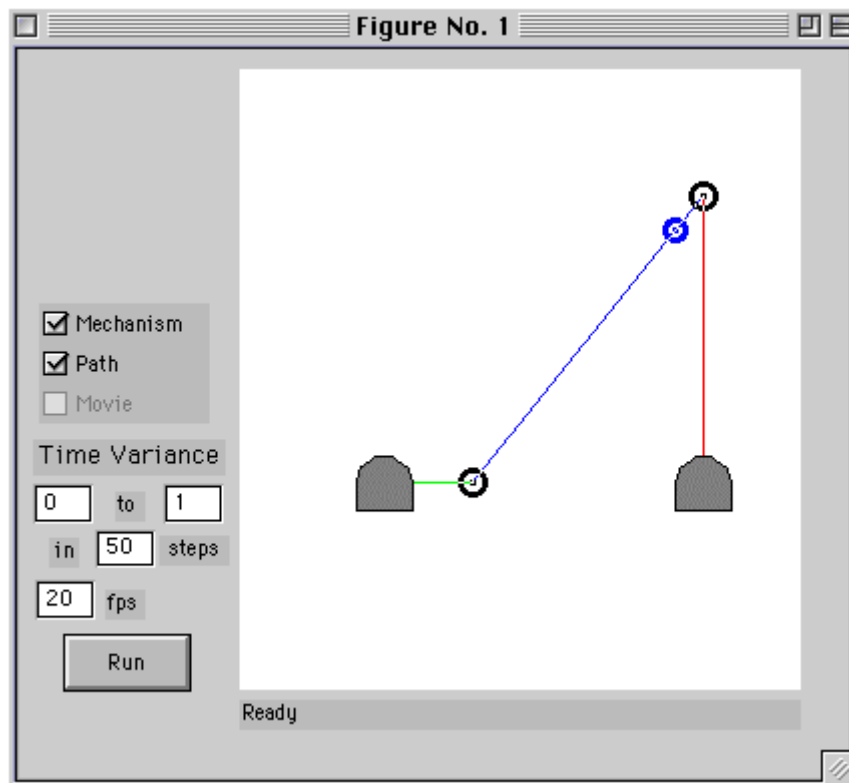 Figure No. 1
Mechanism
Path
Movie
Time Variance
0 to 1
in 50 steps
20 fps
Run
Ready